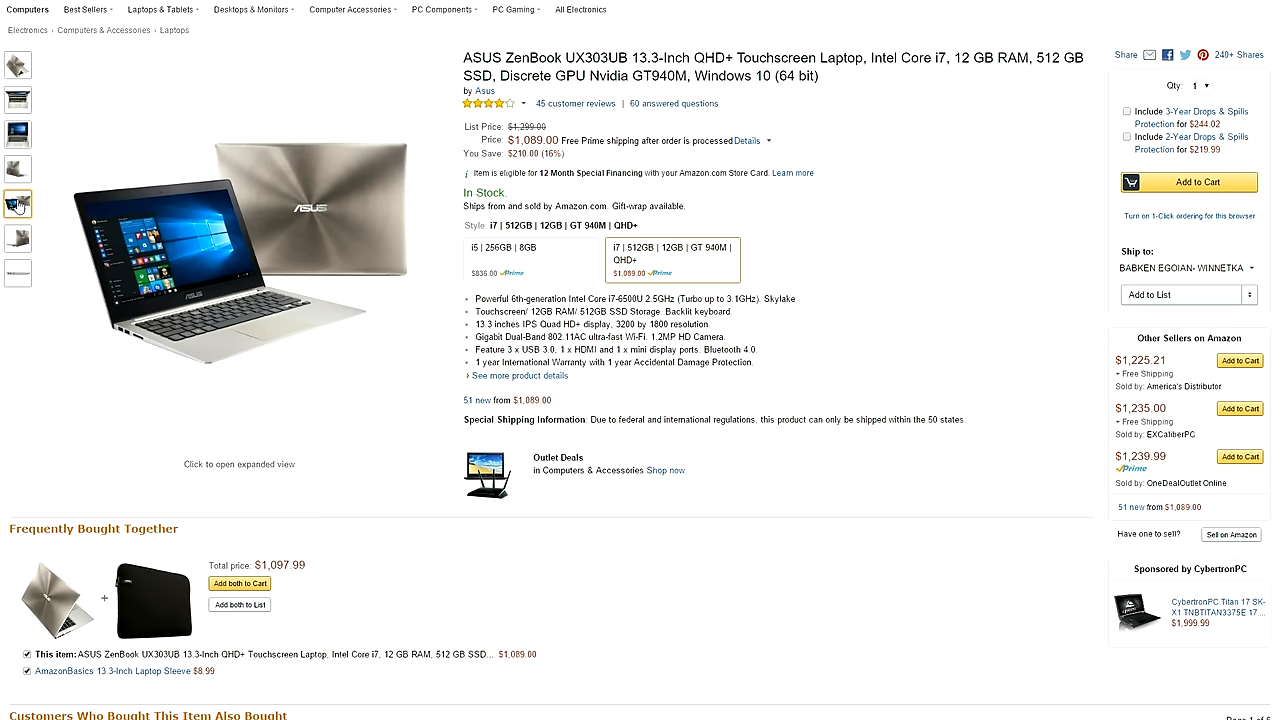 Computers Best Sellers Laptops & Tablets Desktops & Monitors Computer Accessories PC Components PC Gaming All Electronics
Electronics › Computers & Accessories › Laptops
ASUS ZenBook UX303UB 13.3-Inch QHD+ Touchscreen Laptop, Intel Core i7, 12 GB RAM, 512 GB
SSD, Discrete GPU Nvidia GT940M, Windows 10 (64 bit)
by Asus
45 customer reviews | 60 answered questions
List Price: $1,299.00
Price: $1,089.00 Free Prime shipping after order is processed Details
You Save: $210.00 (16%)
i Item is eligible for 12 Month Special Financing with your Amazon.com Store Card. Learn more
In Stock.
Ships from and sold by Amazon.com. Gift-wrap available.
Style: i7 | 512GB | 12GB | GT 940M | QHD+
i5 | 256GB | 8GB
$836.00 Prime
i7 | 512GB | 12GB | GT 940M |
QHD+
$1,089.00 Prime
• Powerful 6th-generation Intel Core i7-6500U 2.5GHz (Turbo up to 3.1GHz). Skylake
• Touchscreen/ 12GB RAM/ 512GB SSD Storage. Backlit keyboard.
• 13.3 inches IPS Quad HD+ display, 3200 by 1800 resolution.
• Gigabit Dual-Band 802.11AC ultra-fast Wi-Fi. 1.2MP HD Camera.
• Feature 3 x USB 3.0, 1 x HDMI and 1 x mini display ports. Bluetooth 4.0.
• 1 year International Warranty with 1 year Accidental Damage Protection.
› See more product details
51 new from $1,089.00
Special Shipping Information: Due to federal and international regulations, this product can only be shipped within the 50 states.
Outlet Deals
in Computers & Accessories Shop now
ASUS
ASUS
Click to open expanded view
Share 240+ Shares
Qty: 1
Include 3-Year Drops & Spills
Protection for $244.02
Include 2-Year Drops & Spills
Protection for $219.99
Add to Cart
Turn on 1-Click ordering for this browser
Ship to:
BABKEN EGOIAN- WINNETKA
Add to List
Other Sellers on Amazon
$1,225.21 Add to Cart
+ Free Shipping
Sold by: America's Distributor
$1,235.00 Add to Cart
+ Free Shipping
Sold by: EXCaliberPC
$1,239.99 Add to Cart
Prime
Sold by: OneDealOutlet Online
51 new from $1,089.00
Have one to sell? Sell on Amazon
Sponsored by CybertronPC
CybertronPC Titan 17 SK-
X1 TNBTITAN3375E 17....
$1,999.99
Frequently Bought Together
+
Total price: $1,097.99
Add both to Cart
Add both to List
This item: ASUS ZenBook UX303UB 13.3-Inch QHD+ Touchscreen Laptop, Intel Core i7, 12 GB RAM, 512 GB SSD... $1,089.00
AmazonBasics 13.3-Inch Laptop Sleeve $8.99
Customers Who Bought This Item Also Bought
Page 1 of 6